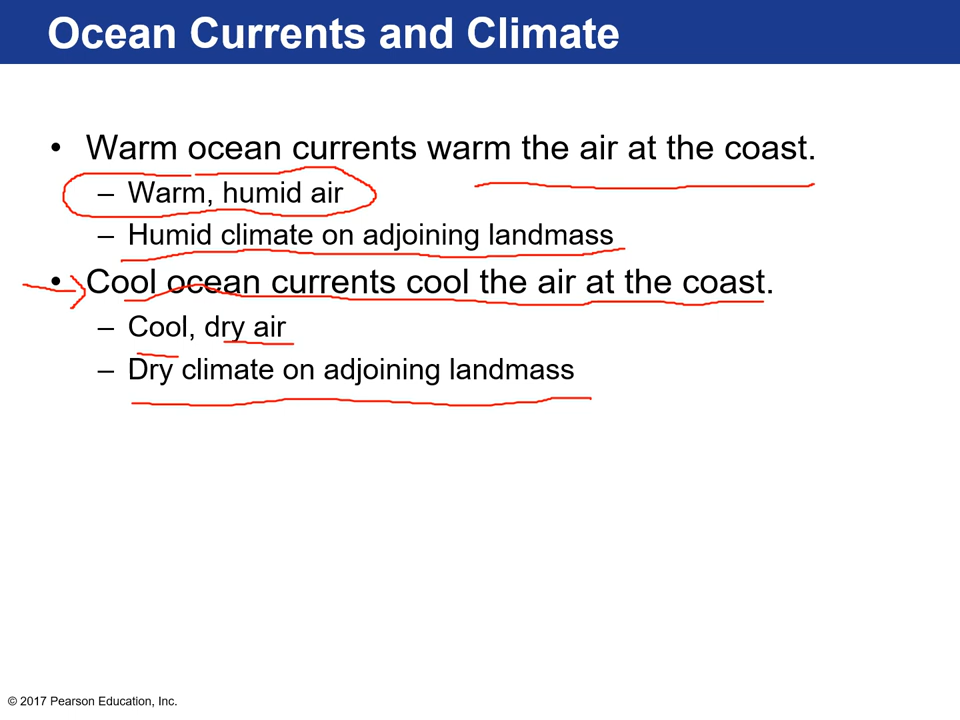 Ocean Currents and Climate
• Warm ocean currents warm the air at the coast.
– Warm, humid air
– Humid climate on adjoining landmass
• Cool ocean currents cool the air at the coast.
– Cool, dry air
– Dry climate on adjoining landmass
© 2017 Pearson Education, Inc.